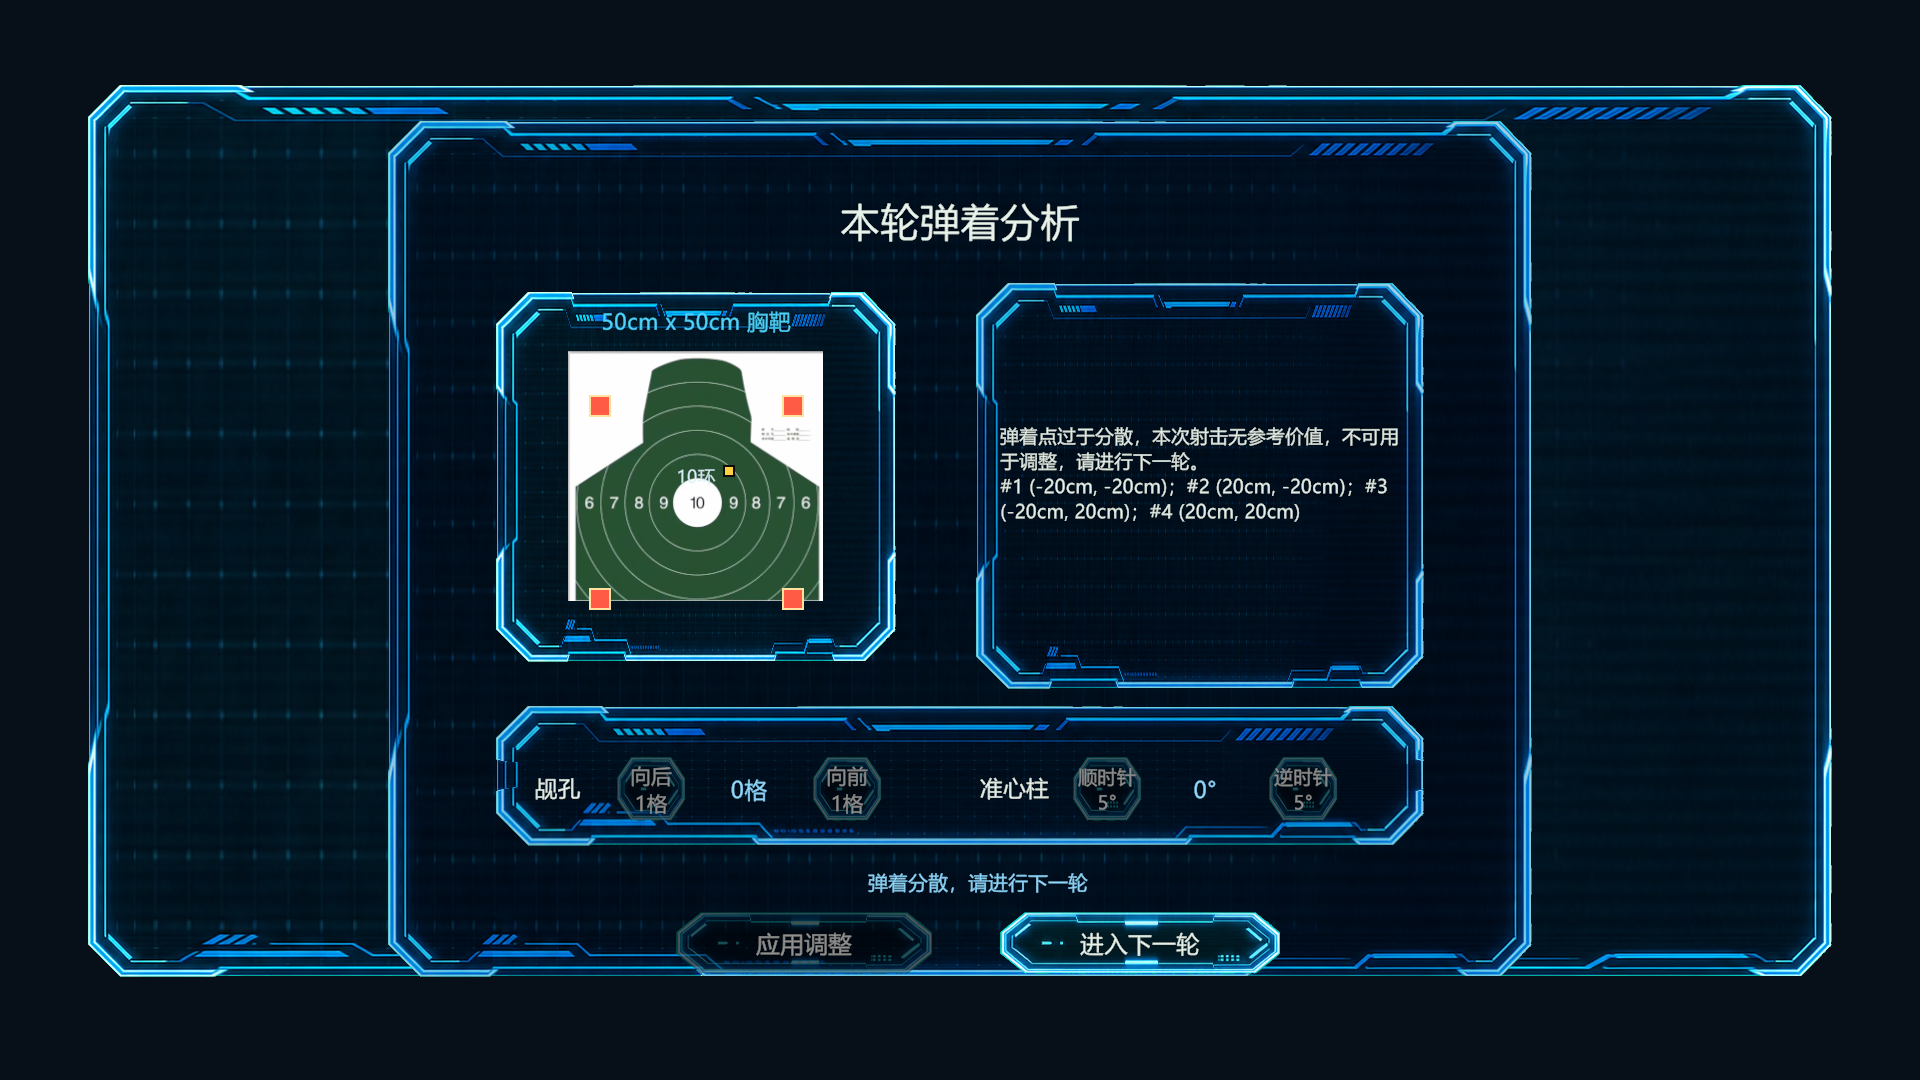 本轮弹着分析
50cm x 50cm 胸靶
10环
6 7 8 9 10 9 8 7 6
弹着点过于分散，本次射击无参考价值，不可用
于调整，请进行下一轮。
#1 (-20cm, -20cm)；#2 (20cm, -20cm)；#3
(-20cm, 20cm)；#4 (20cm, 20cm)
觇孔
向后
1格
0格
向前
1格
准心柱
顺时针
5°
0°
逆时针
5°
弹着分散，请进行下一轮
应用调整
进入下一轮